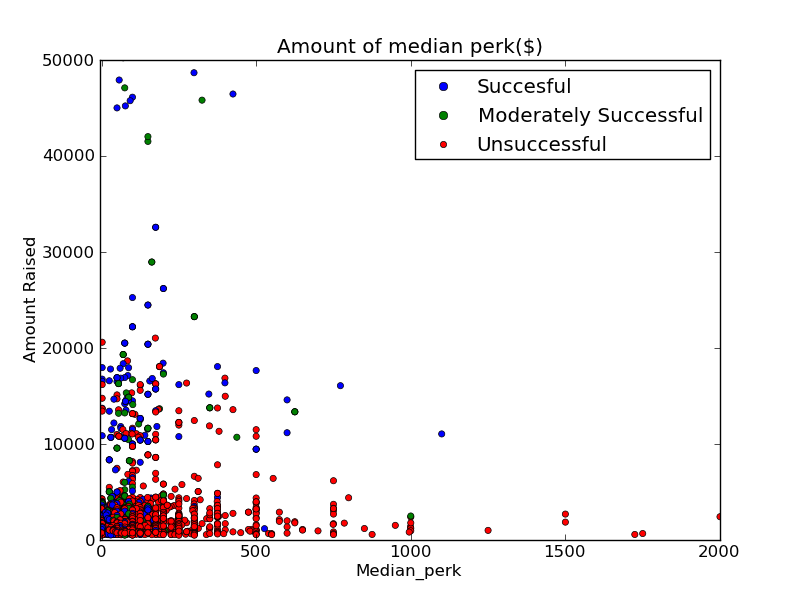 Amount of median perk($)
50000
40000
30000
20000
10000
0
Amount Raised
Succesful
Moderately Successful
Unsuccessful
0
500
1000
1500
2000
Median_perk